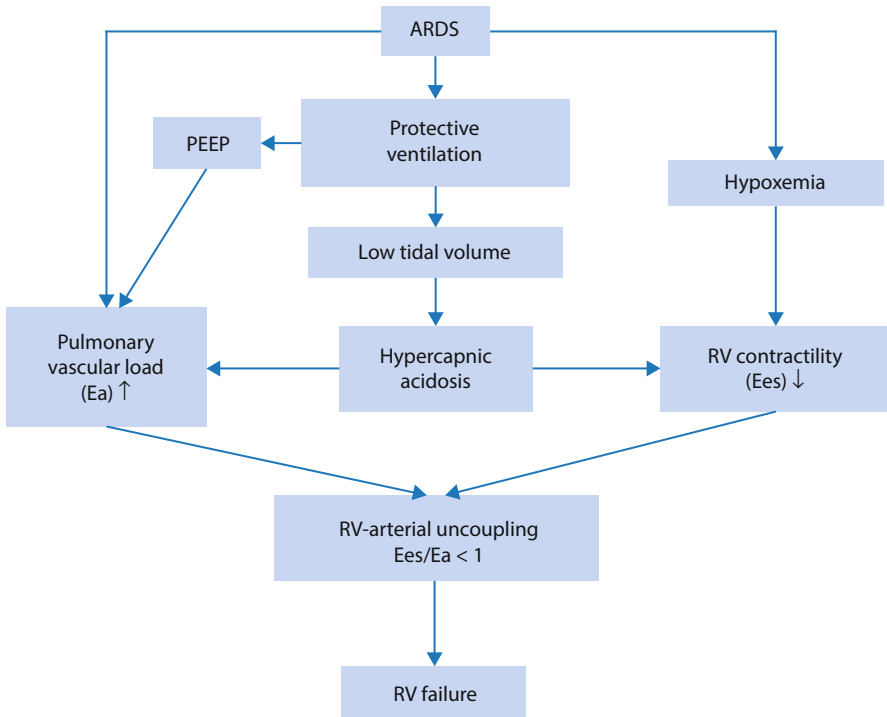 ARDS
Protective
ventilation
PEEP
Hypoxemia
Low tidal volume
Pulmonary
vascular load
(Ea) ↑
Hypercapnic
acidosis
RV contractility
(Ees) ↓
RV-arterial uncoupling
Ees/Ea < 1
RV failure